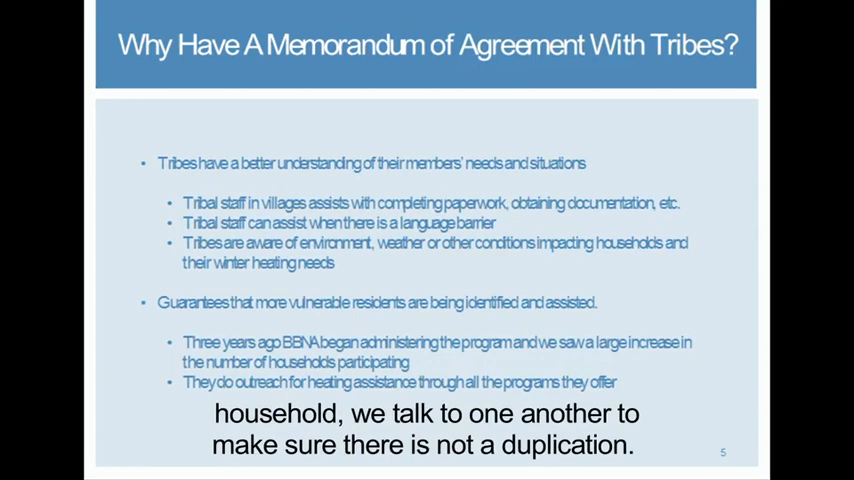 Why Have A Memorandum of Agreement With Tribes?
• Tribes have a better understanding of their members' needs and situations
• Tribal staff in villages assists with completing paperwork, obtaining documentation, etc.
• Tribal staff can assist when there is a language barrier
• Tribes are aware of environment, weather or other conditions impacting households and
their winter heating needs
• Guarantees that more vulnerable residents are being identified and assisted.
• Three years ago BBNA began administering the program and we saw a large increase in
the number of households participating
• They do outreach for heating assistance through all the programs they offer
household, we talk to one another to
make sure there is not a duplication.
5